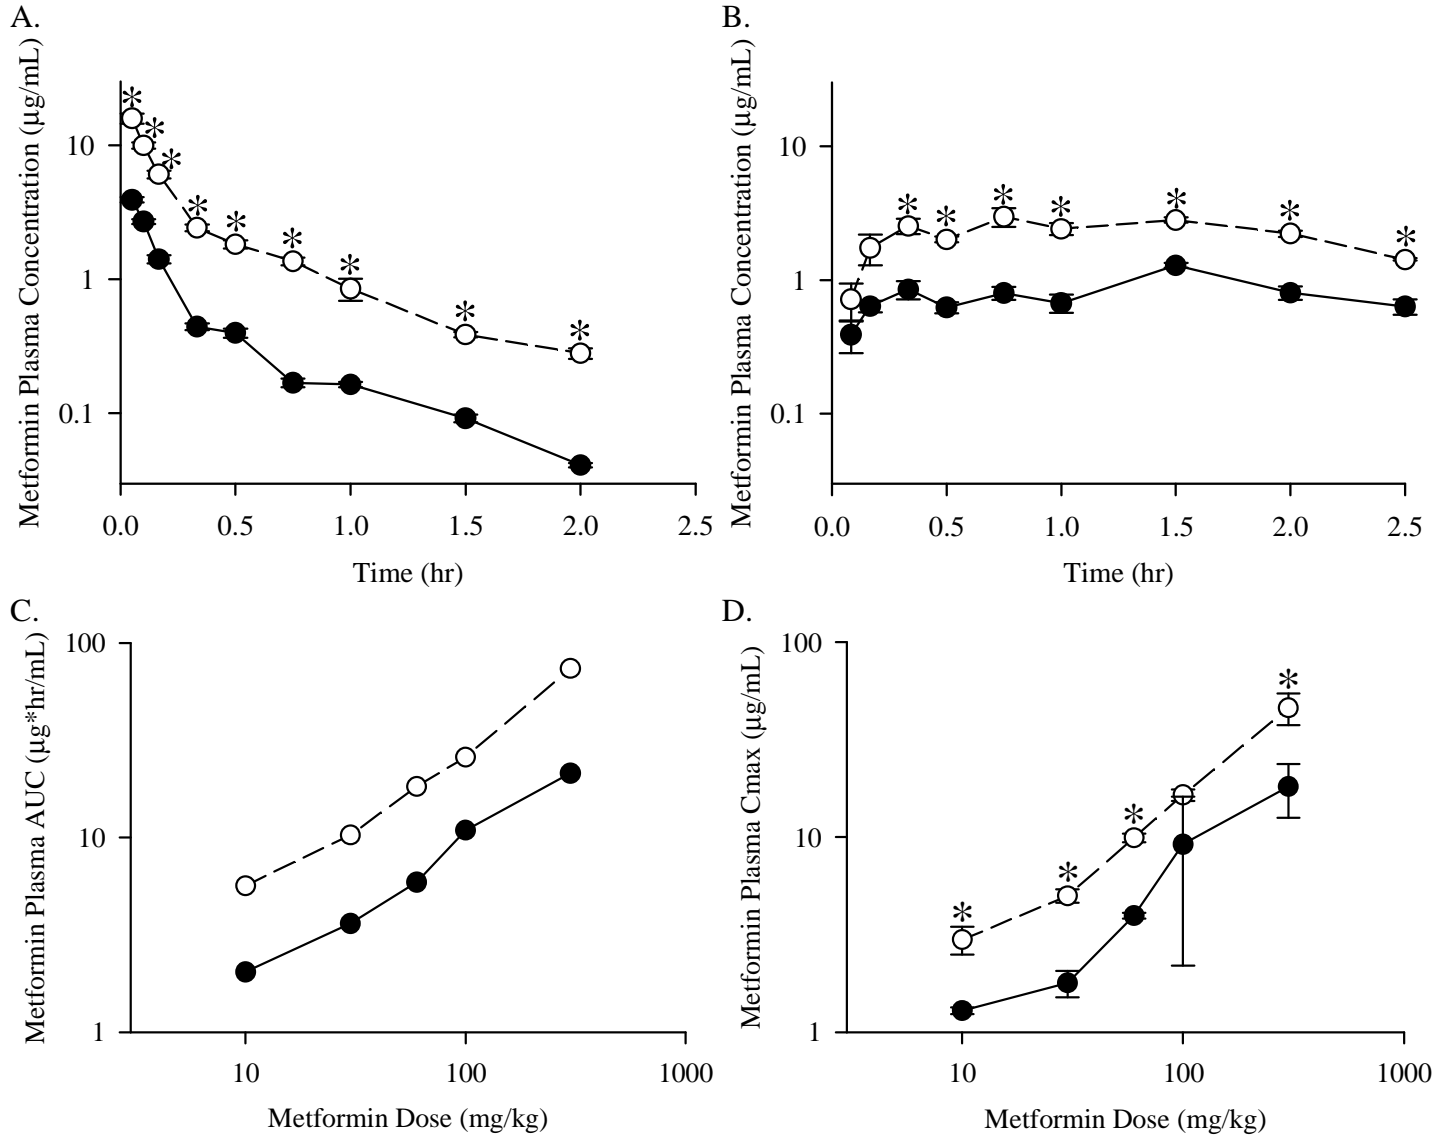 A.
Metformin Plasma Concentration (µg/mL)
10
1
0.1
* * * * * * * * *
0.0 0.5 1.0 1.5 2.0 2.5
Time (hr)
B.
Metformin Plasma Concentration (µg/mL)
10
1
0.1
* * * * * * *
0.0 0.5 1.0 1.5 2.0 2.5
Time (hr)
C.
Metformin Plasma AUC (µg*hr/mL)
100
10
1
10 100 1000
Metformin Dose (mg/kg)
D.
Metformin Plasma Cmax (µg/mL)
100
10
1
* * * *
10 100 1000
Metformin Dose (mg/kg)